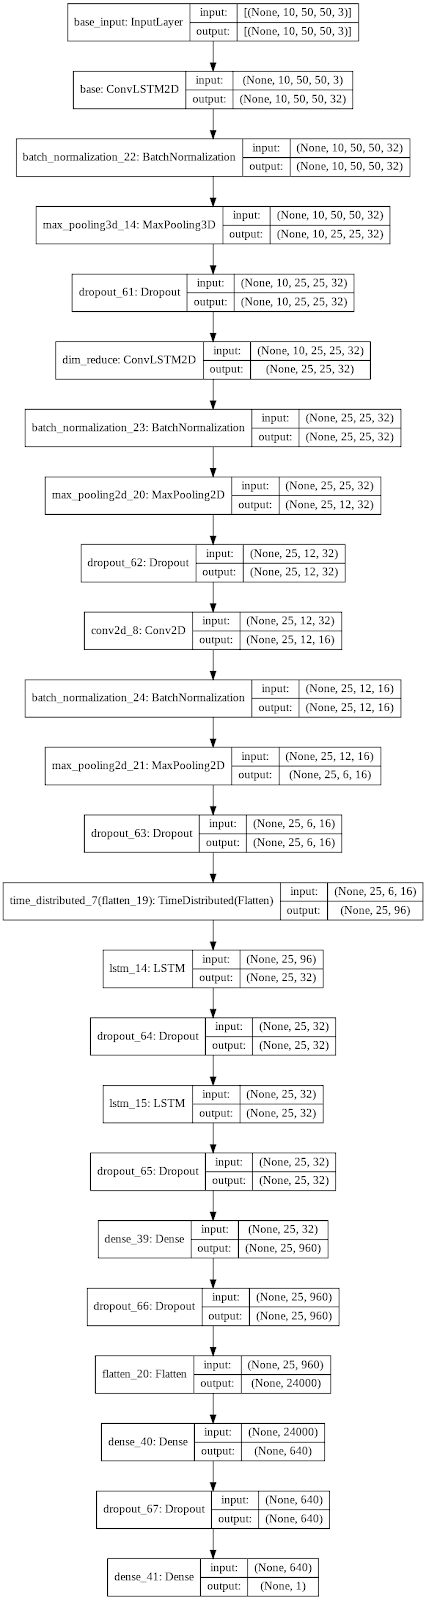 base_input: InputLayer
input: [(None, 10, 50, 50, 3)]
output: [(None, 10, 50, 50, 3)]
base: ConvLSTM2D
input: (None, 10, 50, 50, 3)
output: (None, 10, 50, 50, 32)
batch_normalization_22: BatchNormalization
input: (None, 10, 50, 50, 32)
output: (None, 10, 50, 50, 32)
max_pooling3d_14: MaxPooling3D
input: (None, 10, 50, 50, 32)
output: (None, 10, 25, 25, 32)
dropout_61: Dropout
input: (None, 10, 25, 25, 32)
output: (None, 10, 25, 25, 32)
dim_reduce: ConvLSTM2D
input: (None, 10, 25, 25, 32)
output: (None, 25, 25, 32)
batch_normalization_23: BatchNormalization
input: (None, 25, 25, 32)
output: (None, 25, 25, 32)
max_pooling2d_20: MaxPooling2D
input: (None, 25, 25, 32)
output: (None, 25, 12, 32)
dropout_62: Dropout
input: (None, 25, 12, 32)
output: (None, 25, 12, 32)
conv2d_8: Conv2D
input: (None, 25, 12, 32)
output: (None, 25, 12, 16)
batch_normalization_24: BatchNormalization
input: (None, 25, 12, 16)
output: (None, 25, 12, 16)
max_pooling2d_21: MaxPooling2D
input: (None, 25, 12, 16)
output: (None, 25, 6, 16)
dropout_63: Dropout
input: (None, 25, 6, 16)
output: (None, 25, 6, 16)
time_distributed_7(flatten_19): TimeDistributed(Flatten)
input: (None, 25, 6, 16)
output: (None, 25, 96)
lstm_14: LSTM
input: (None, 25, 96)
output: (None, 25, 32)
dropout_64: Dropout
input: (None, 25, 32)
output: (None, 25, 32)
lstm_15: LSTM
input: (None, 25, 32)
output: (None, 25, 32)
dropout_65: Dropout
input: (None, 25, 32)
output: (None, 25, 32)
dense_39: Dense
input: (None, 25, 32)
output: (None, 25, 960)
dropout_66: Dropout
input: (None, 25, 960)
output: (None, 25, 960)
flatten_20: Flatten
input: (None, 25, 960)
output: (None, 24000)
dense_40: Dense
input: (None, 24000)
output: (None, 640)
dropout_67: Dropout
input: (None, 640)
output: (None, 640)
dense_41: Dense
input: (None, 640)
output: (None, 1)